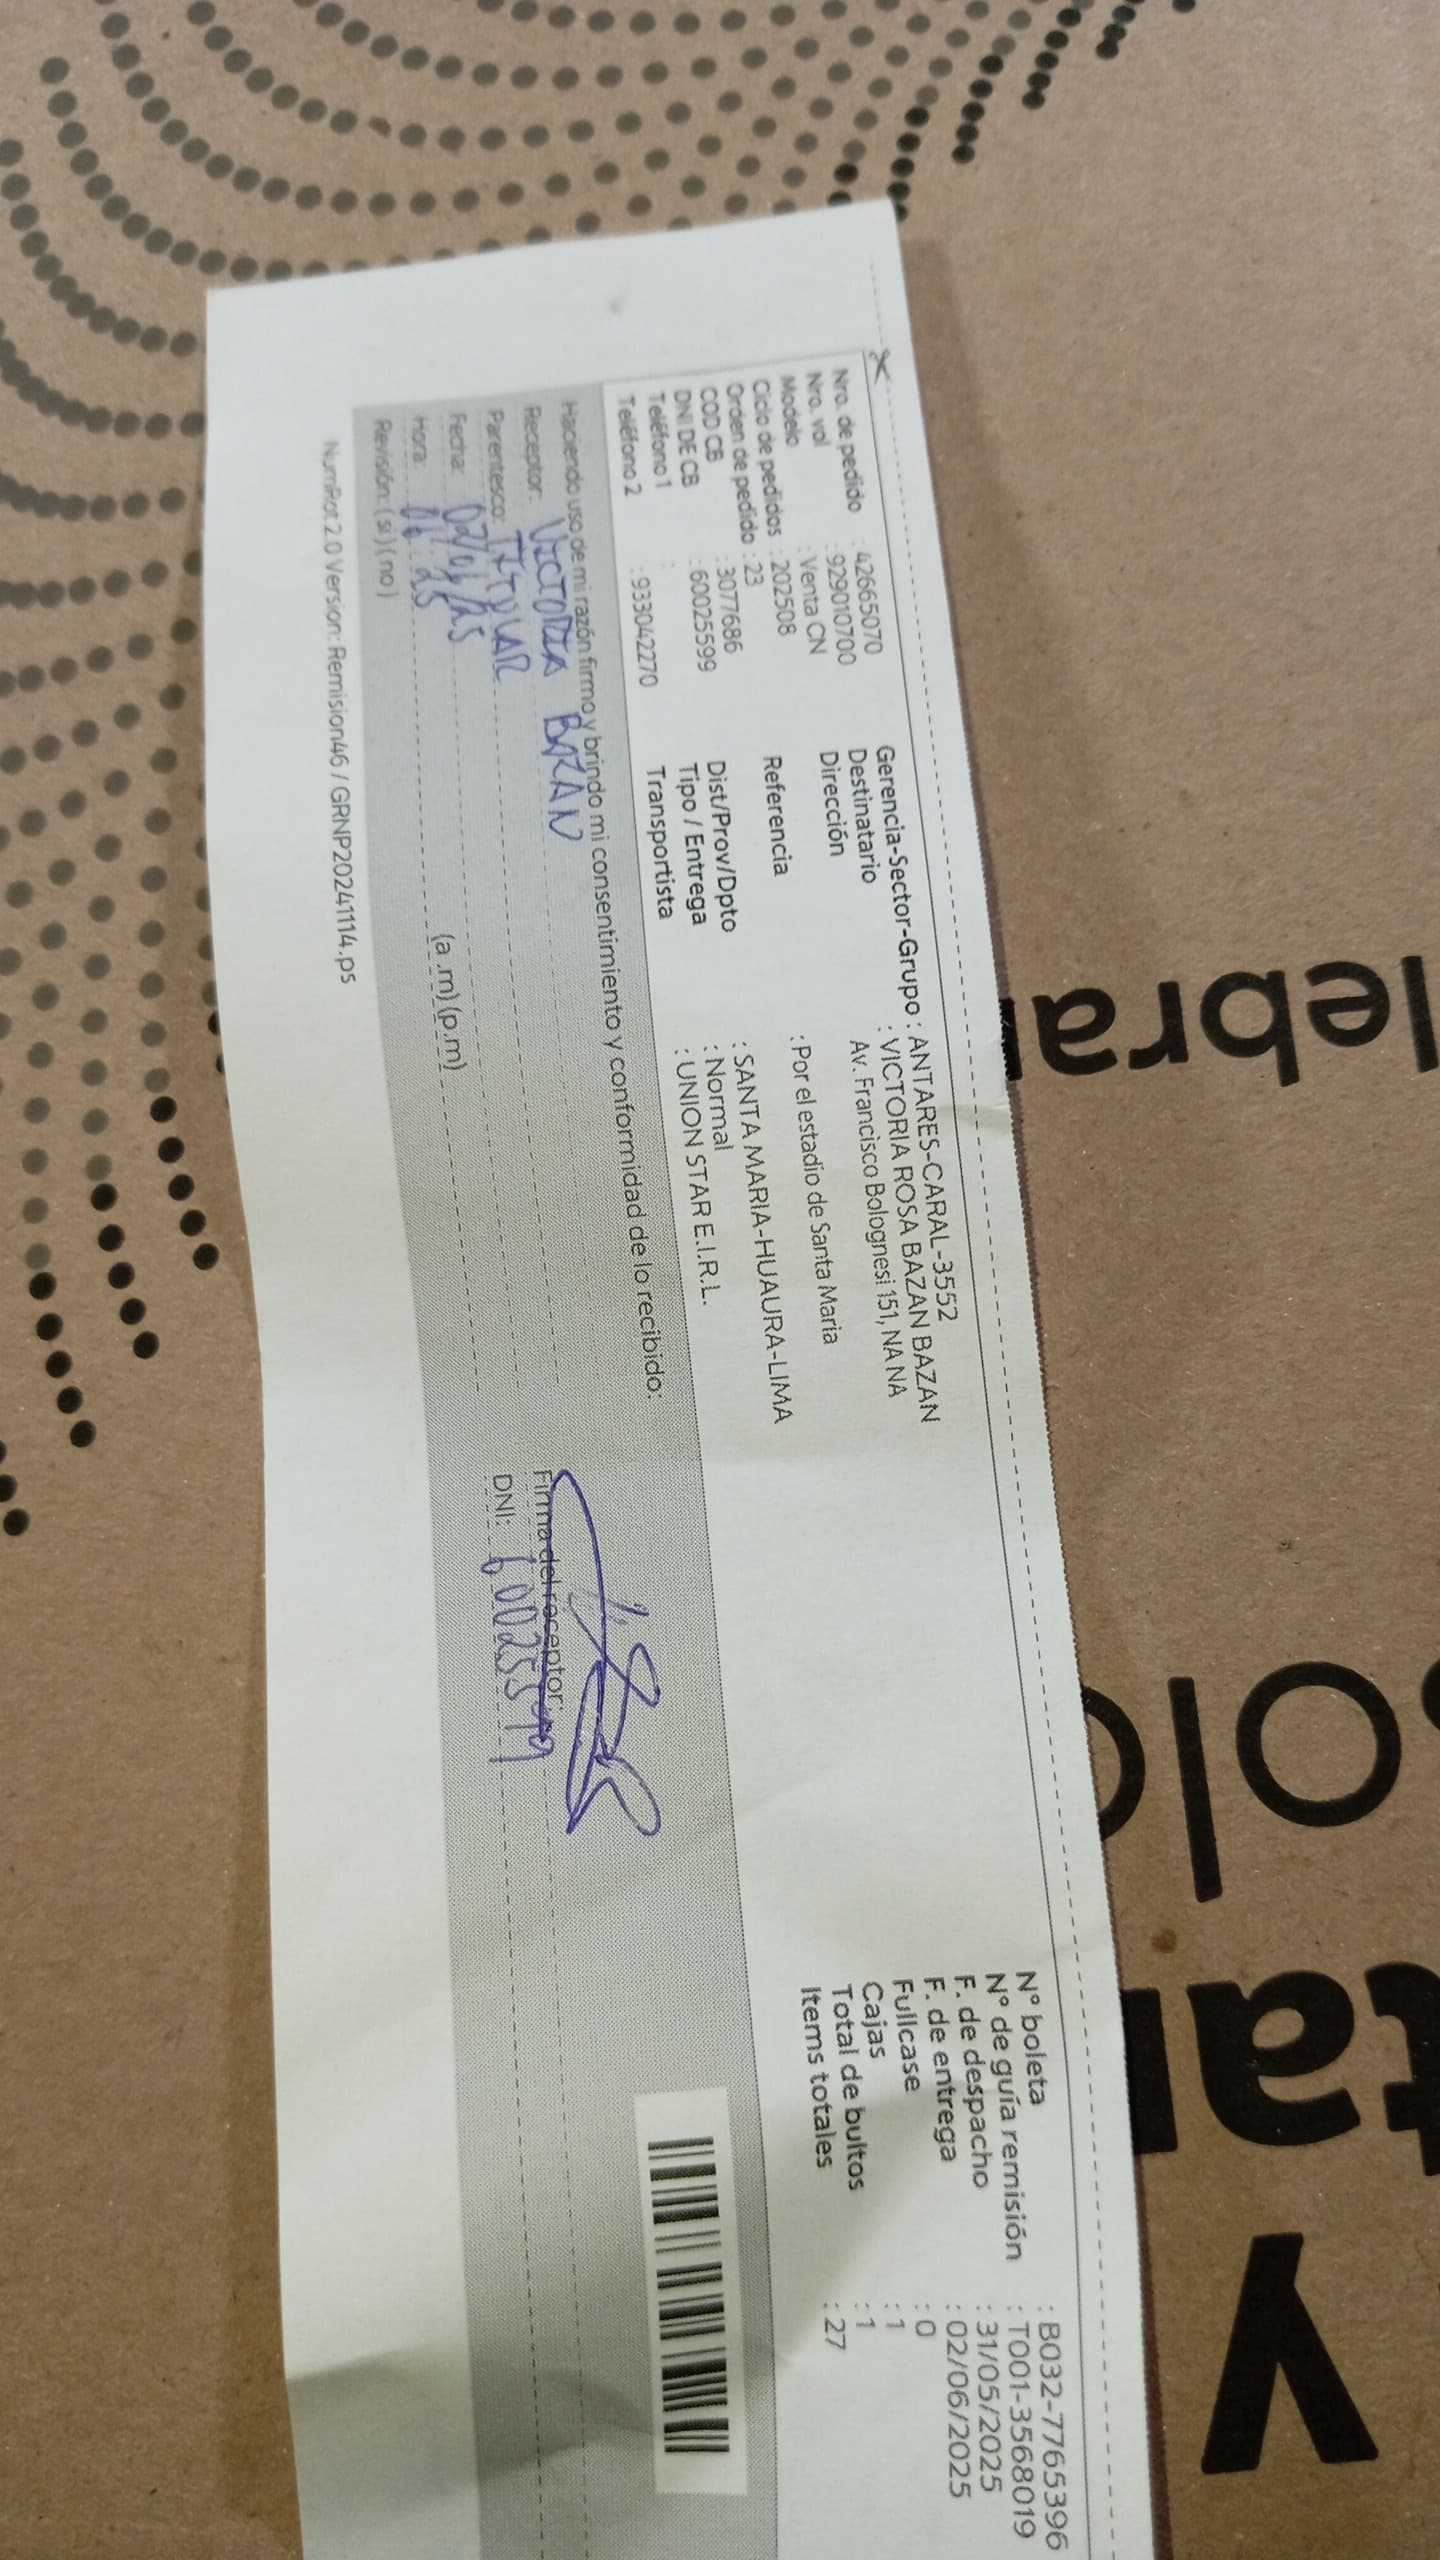 Nro. de pedido : 426665070
Nro. vol : 929010700
Modelo : Venta CN
Ciclo de pedidos : 202508
Orden de pedido : 23
COD CB : 3077686
DNI DE CB : 60025599
Teléfono 1 :
Teléfono 2 : 933042270
Gerencia-Sector-Grupo : ANTARES-CARAL-3552
Destinatario : VICTORIA ROSA BAZAN BAZAN
Dirección Av. Francisco Bolognesi 151, NA NA
Referencia : Por el estadio de Santa Maria
Dist/Prov/Dpto : SANTA MARIA-HUAURA-LIMA
Tipo / Entrega : Normal
Transportista : UNION STAR E.I.R.L.
N° boleta : B032-7765396
N° de guía remisión : T001-3568019
F. de despacho : 31/05/2025
F. de entrega : 02/06/2025
Fullcase : 0
Cajas : 1
Total de bultos : 1
Items totales : 27
Haciendo uso de mi razón firmo y brindo mi consentimiento y conformidad de lo recibido:
Receptor: VICTORIA BAZAN
Parentesco: TITULAR
Fecha: 02/06/25
Hora: (a .m) (p.m)
Revisión: ( si ) ( no )
Firma del receptor:
DNI: 60025599
NumRot 2.0 Version: Remision46 / GRNP20241114.ps
lebra
ta
y